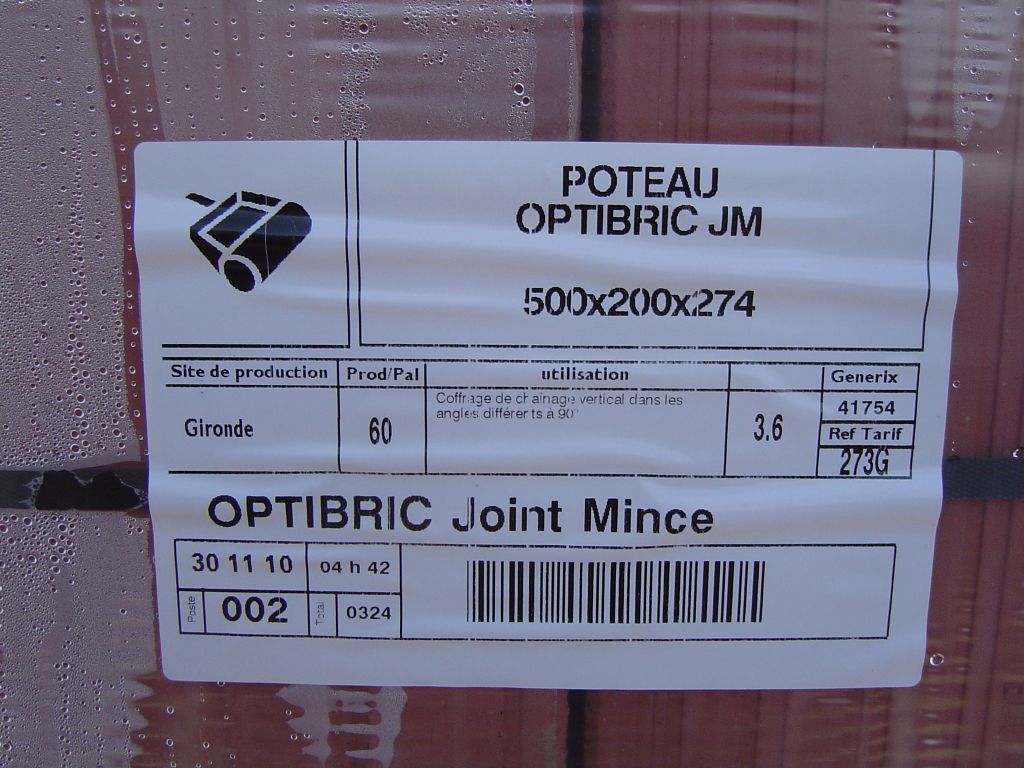 POTEAU
OPTIBRIC JM
500x200x274
Site de production Prod/Pal utilisation Generix
Gironde 60 Coffrage de chainage vertical dans les
angles différents à 90° 3.6 41754
Ref Tarif
273G
OPTIBRIC Joint Mince
30 11 10 04 h 42
Poste 002 Total 0324